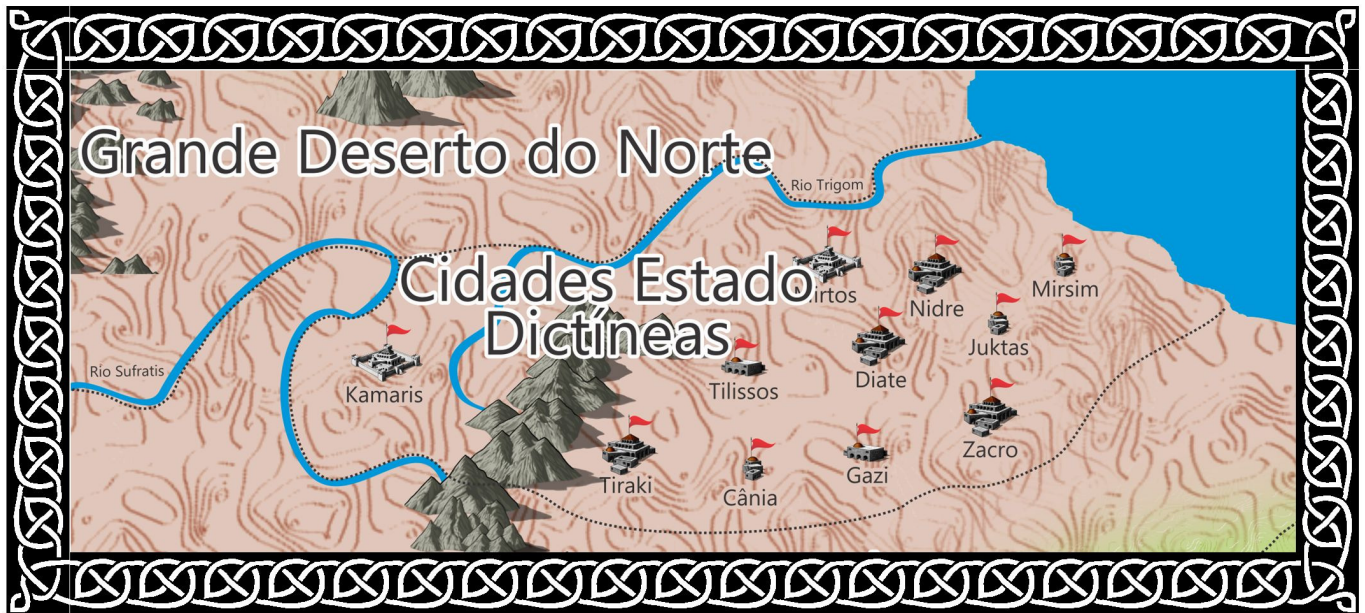 Grande Deserto do Norte
Rio Trigom
Cidades Estado
Dictíneas
Nidre
Mirsim
Juktas
Rio Sufratis
Kamaris
Tilissos
Diate
Zacro
Tiraki
Cânia
Gazi